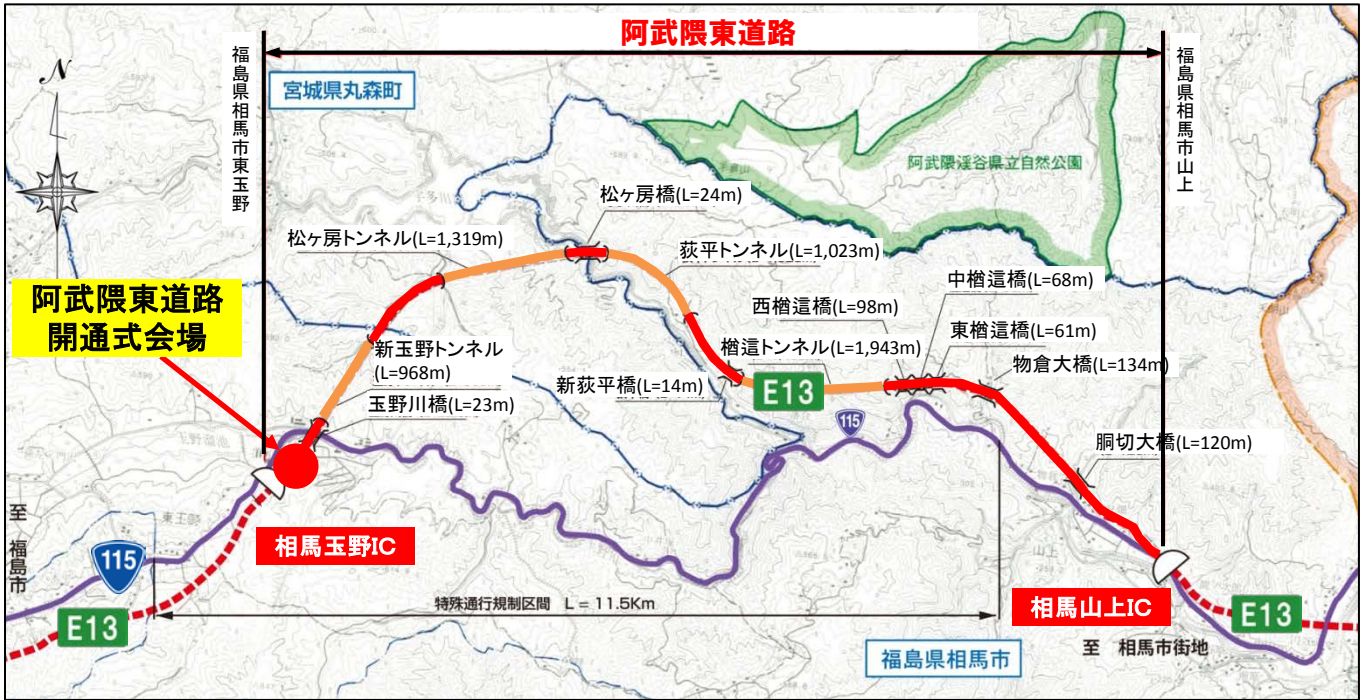 阿武隈東道路
福島県相馬市東玉野
福島県相馬市山上
N
宮城県丸森町
阿武隈渓谷県立自然公園
松ヶ房橋(L=24m)
松ヶ房トンネル(L=1,319m)
荻平トンネル(L=1,023m)
中楢這橋(L=68m)
西楢這橋(L=98m)
東楢這橋(L=61m)
阿武隈東道路
開通式会場
新玉野トンネル
(L=968m)
楢這トンネル(L=1,943m)
物倉大橋(L=134m)
新荻平橋(L=14m)
E13
玉野川橋(L=23m)
115
胴切大橋(L=120m)
至 福島市
115
相馬玉野IC
特殊通行規制区間 L = 11.5Km
相馬山上IC
E13
E13
福島県相馬市
至 相馬市街地